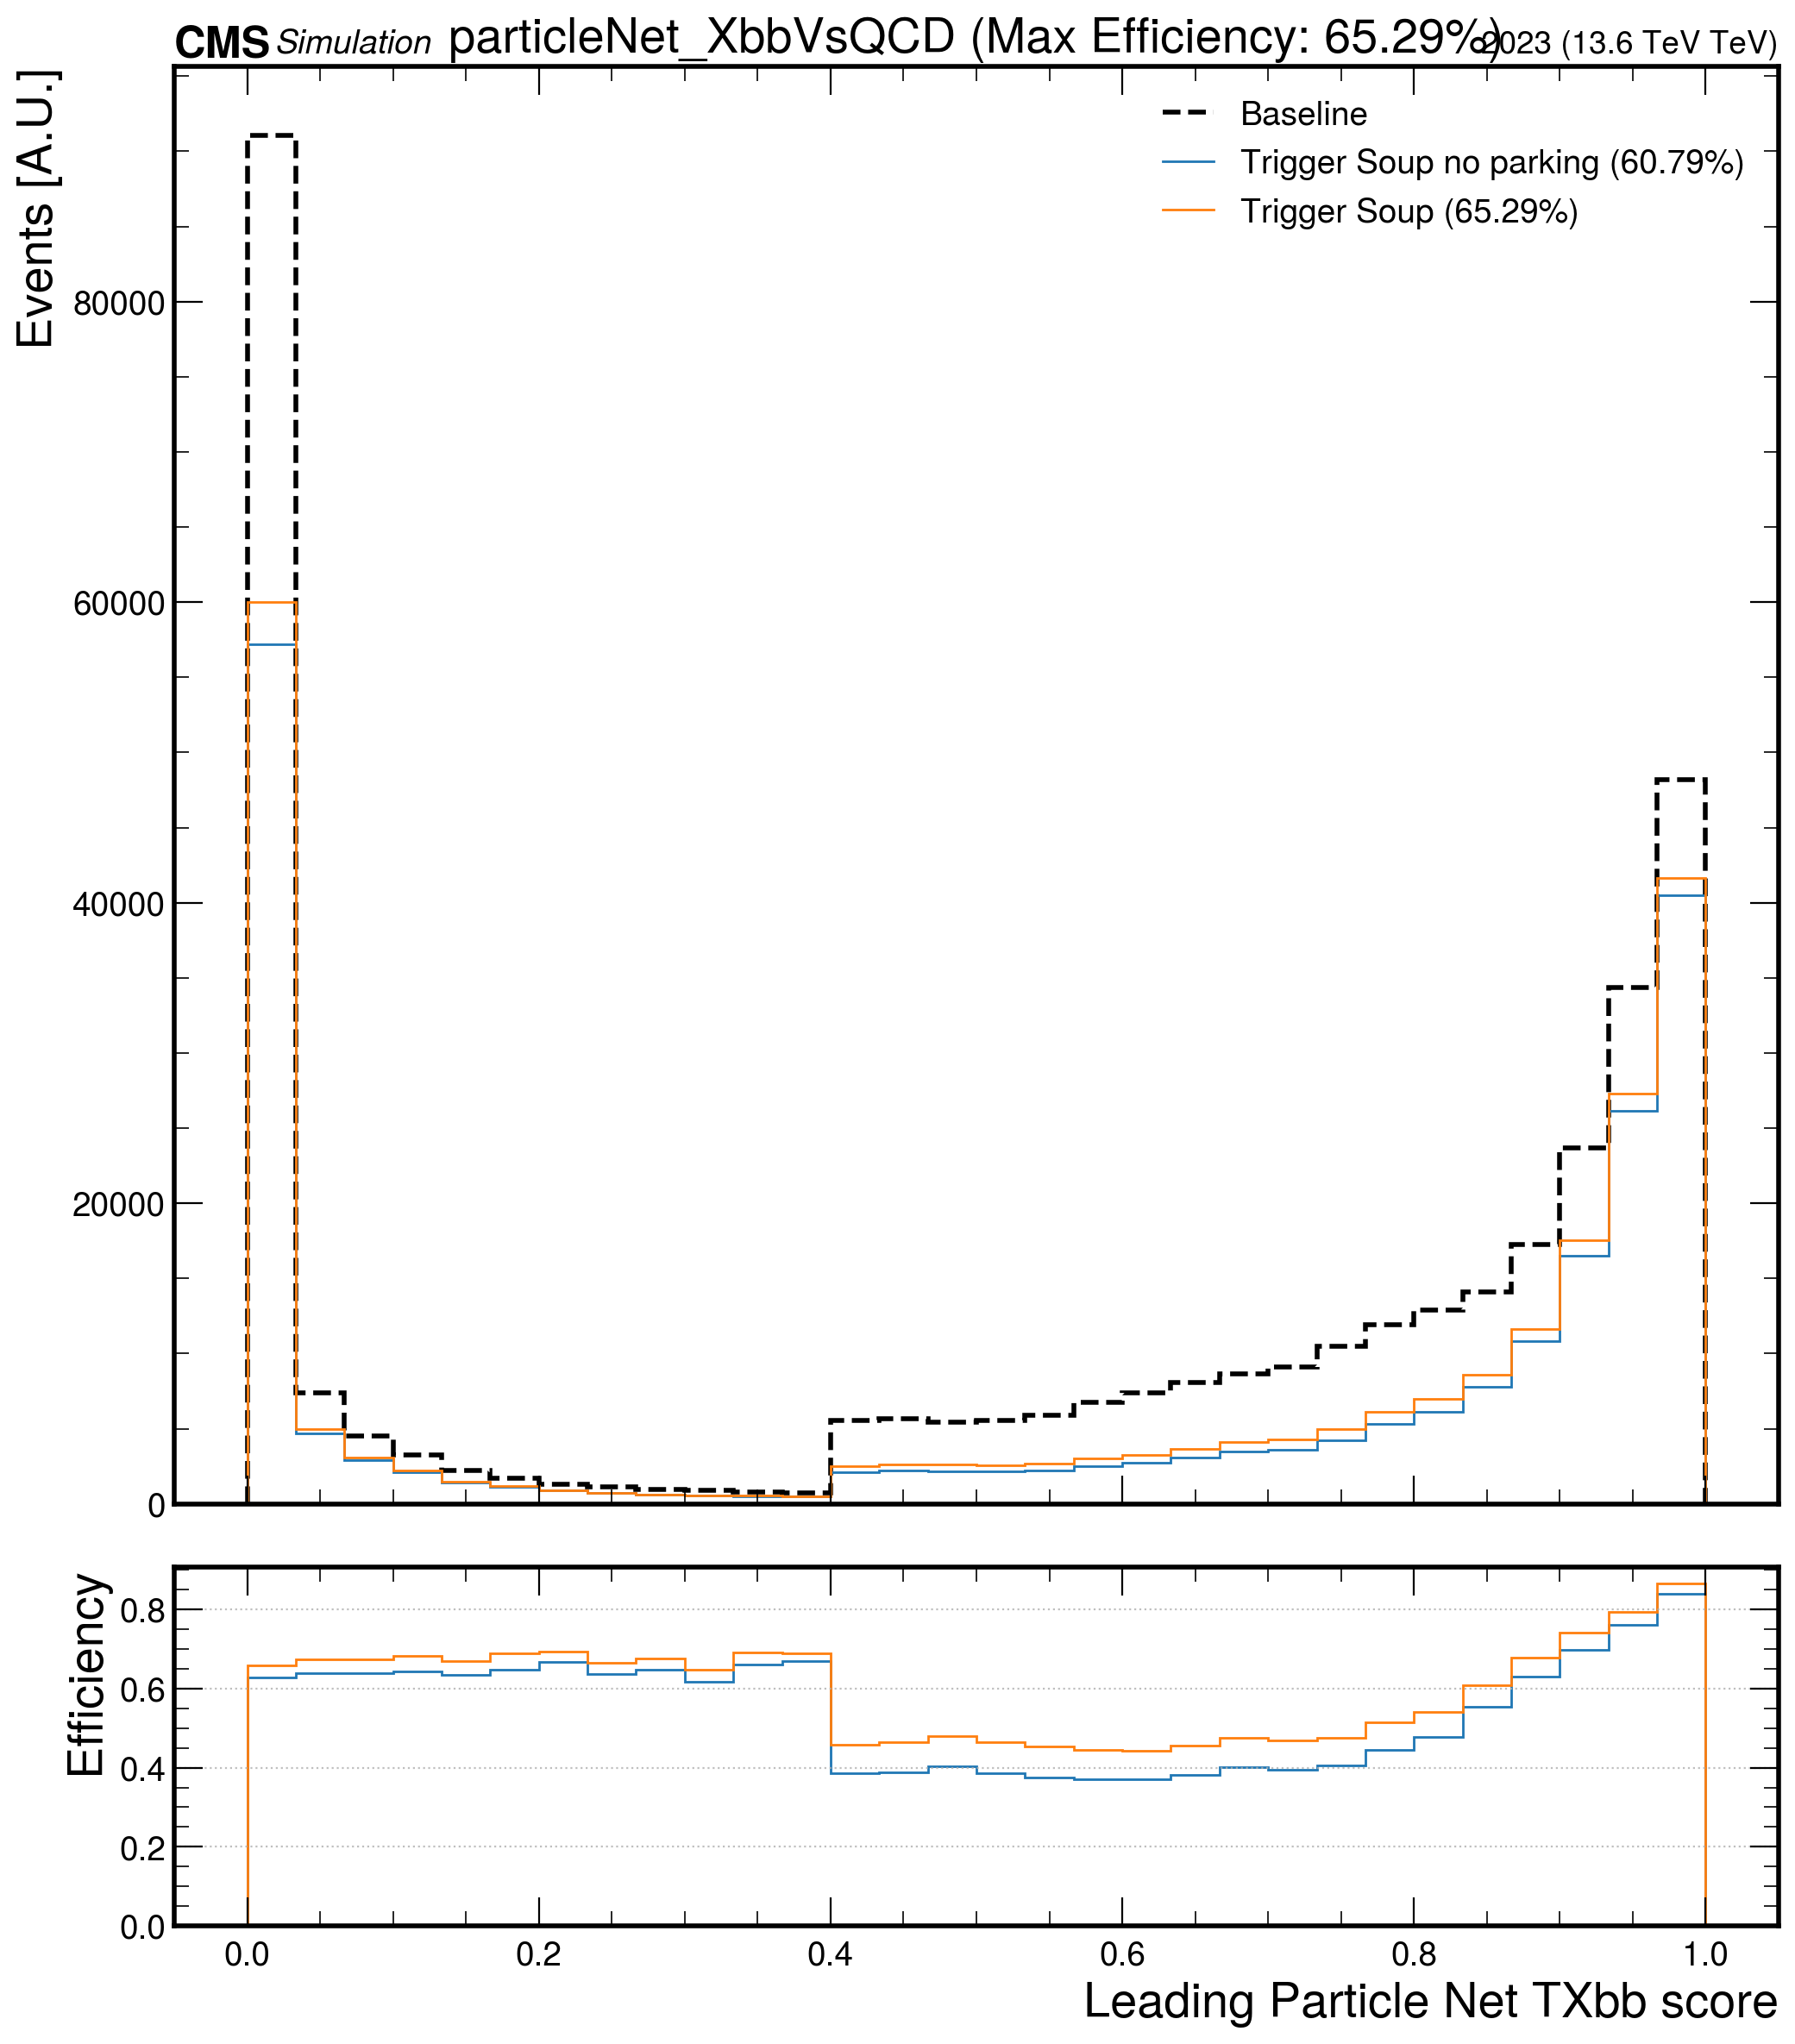 CMS Simulation particleNet_XbbVsQCD (Max Efficiency: 65.29%) 2023 (13.6 TeV TeV)
Events [A.U.]
Baseline
Trigger Soup no parking (60.79%)
Trigger Soup (65.29%)
80000
60000
40000
20000
0
Efficiency
0.8
0.6
0.4
0.2
0.0
0.0 0.2 0.4 0.6 0.8 1.0
Leading Particle Net TXbb score